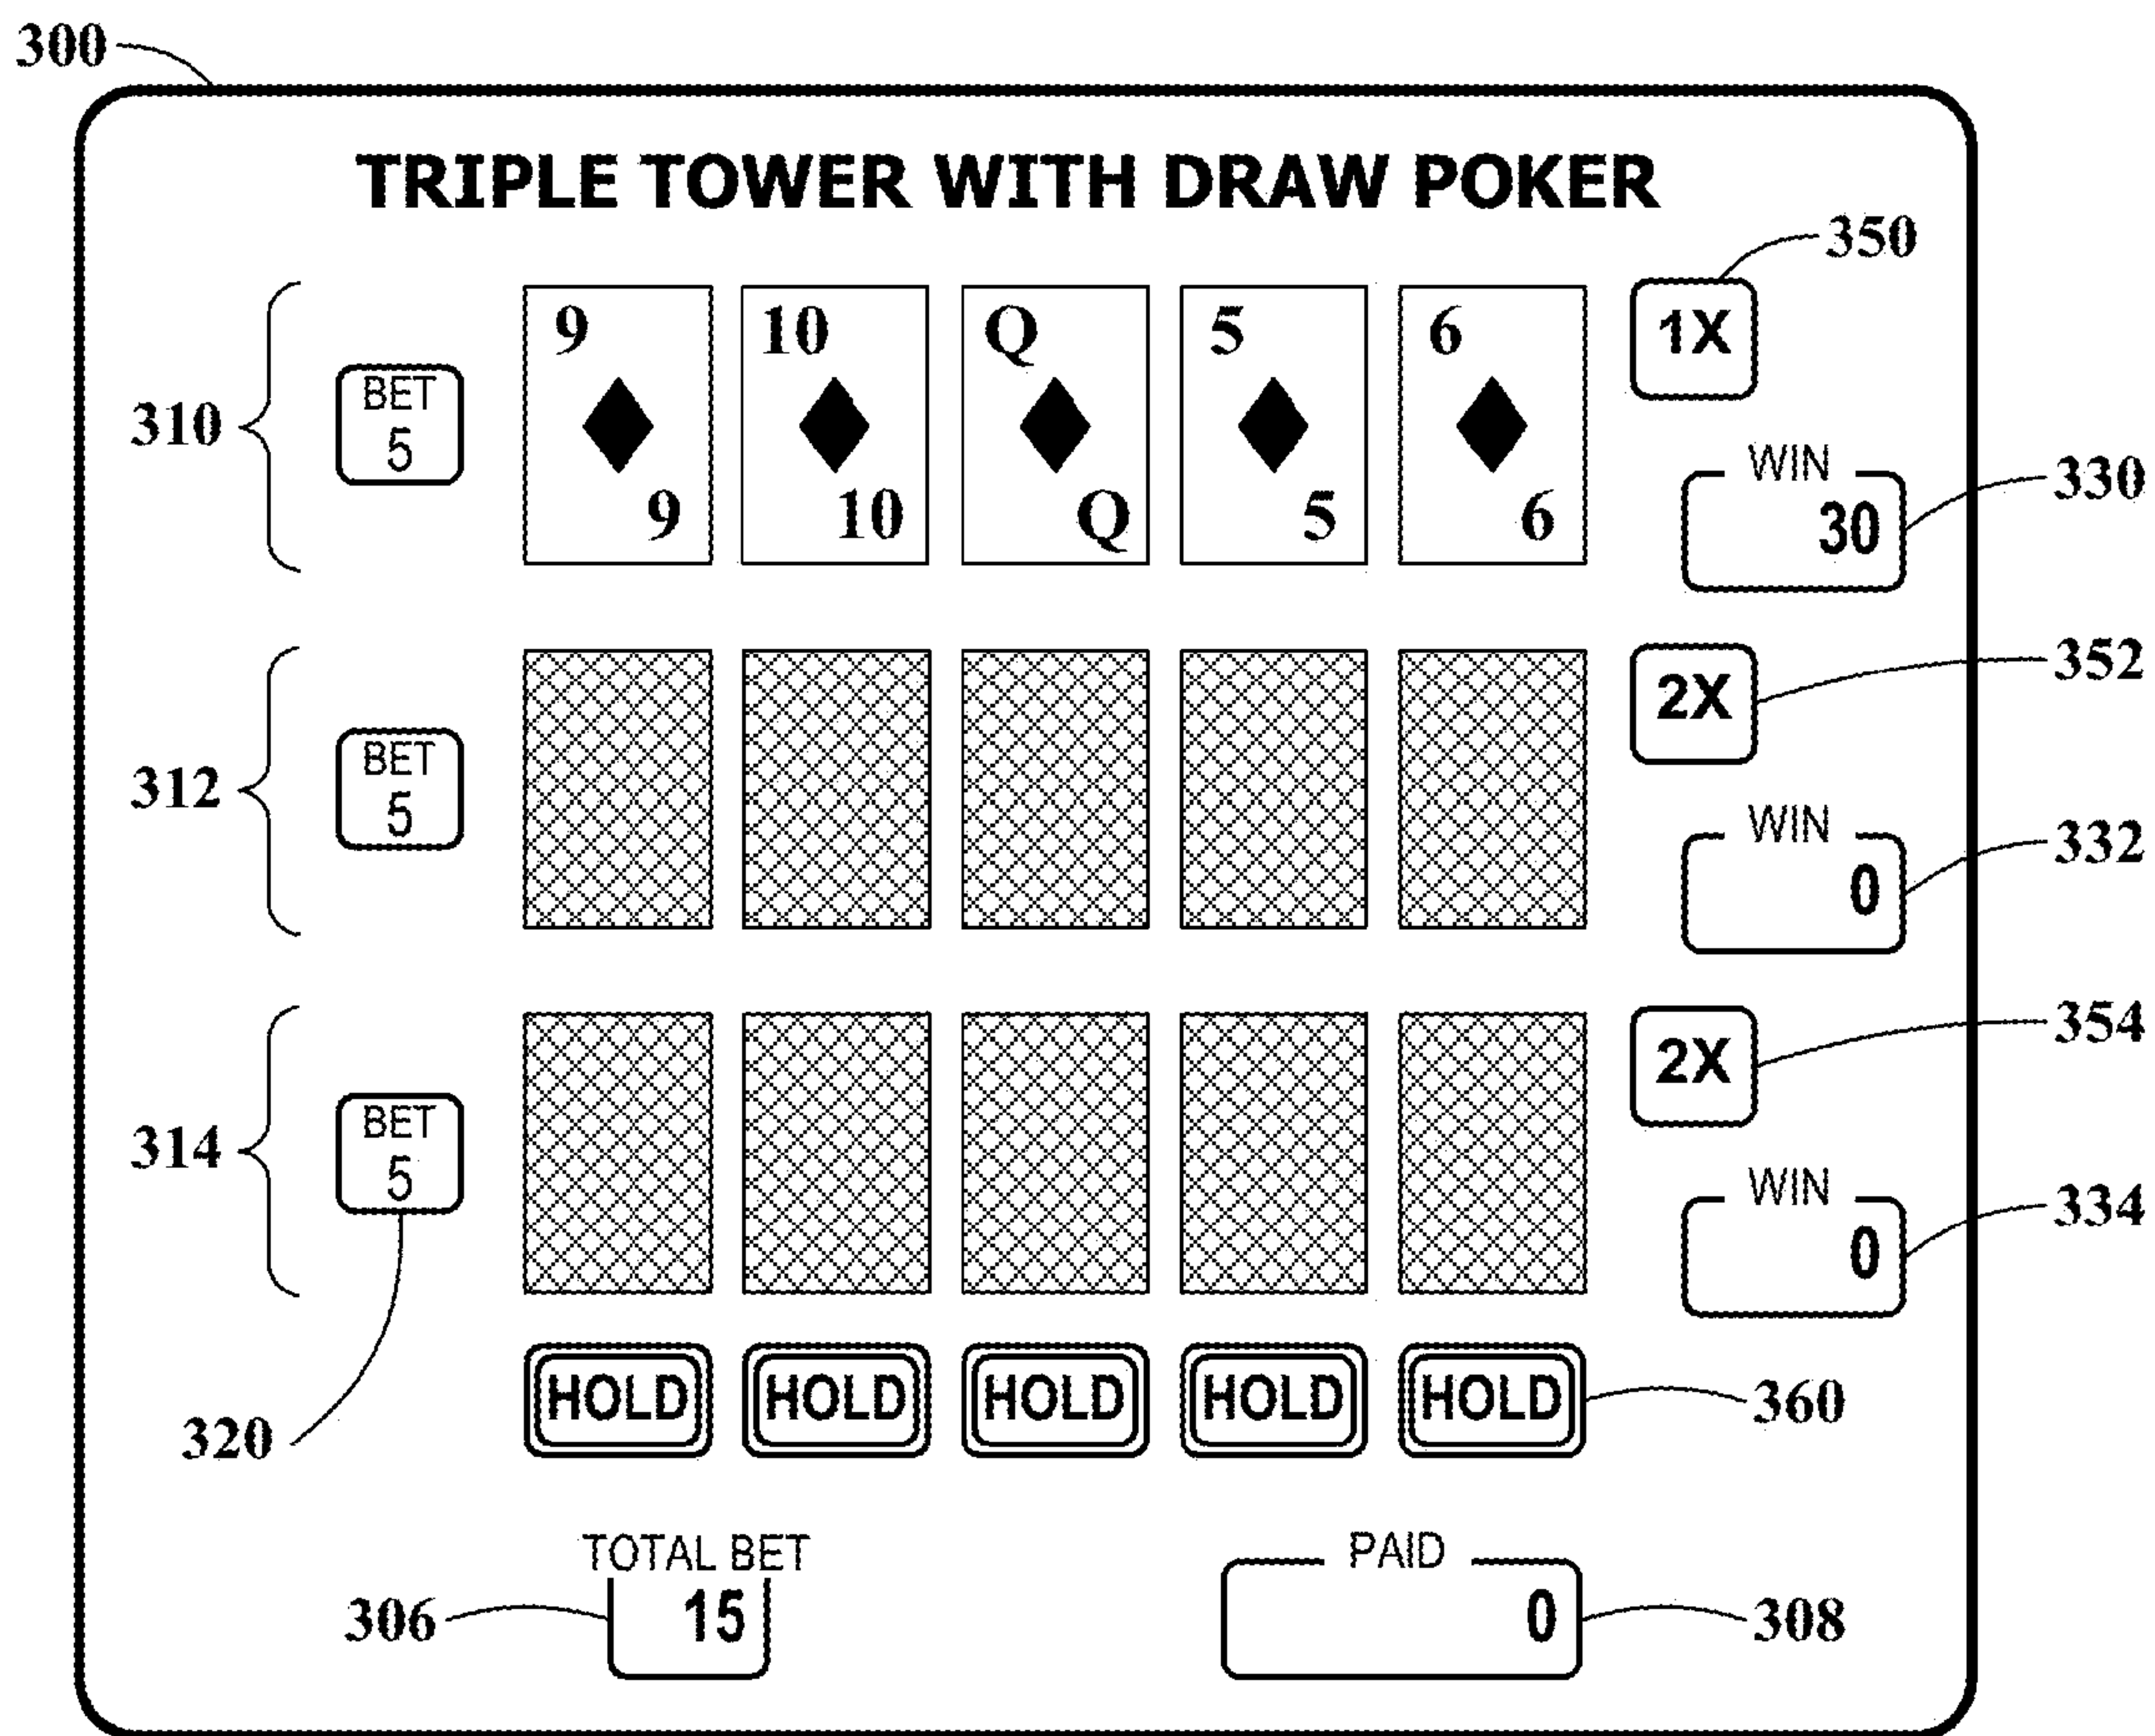 300
TRIPLE TOWER WITH DRAW POKER
350
9 10 Q 5 6 1X
BET
310 5
WIN
330
30
9 10 Q 5 6
352
2X
BET
312 5
WIN
332
0
354
2X
BET
314 5
WIN
334
0
HOLD HOLD HOLD HOLD HOLD 360
320
TOTAL BET PAID
306 15 0 308